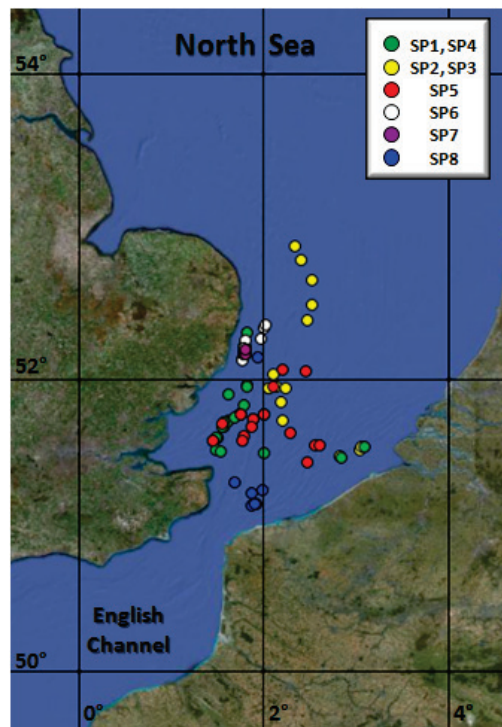 North Sea
SP1, SP4
SP2, SP3
SP5
SP6
SP7
SP8
54°
52°
English
Channel
50°
0°
2°
4°